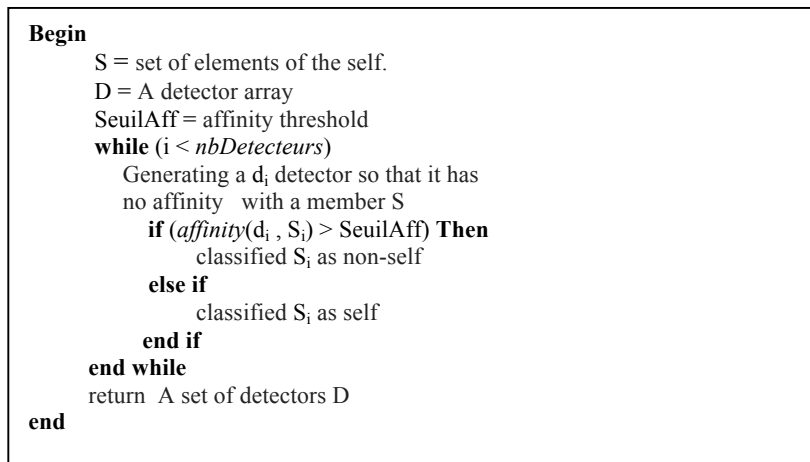 Begin
S = set of elements of the self.
D = A detector array
SeuilAff = affinity threshold
while (i < nbDetecteurs)
Generating a di detector so that it has
no affinity with a member S
if (affinity(di , Si) > SeuilAff) Then
classified Si as non-self
else if
classified Si as self
end if
end while
return A set of detectors D
end